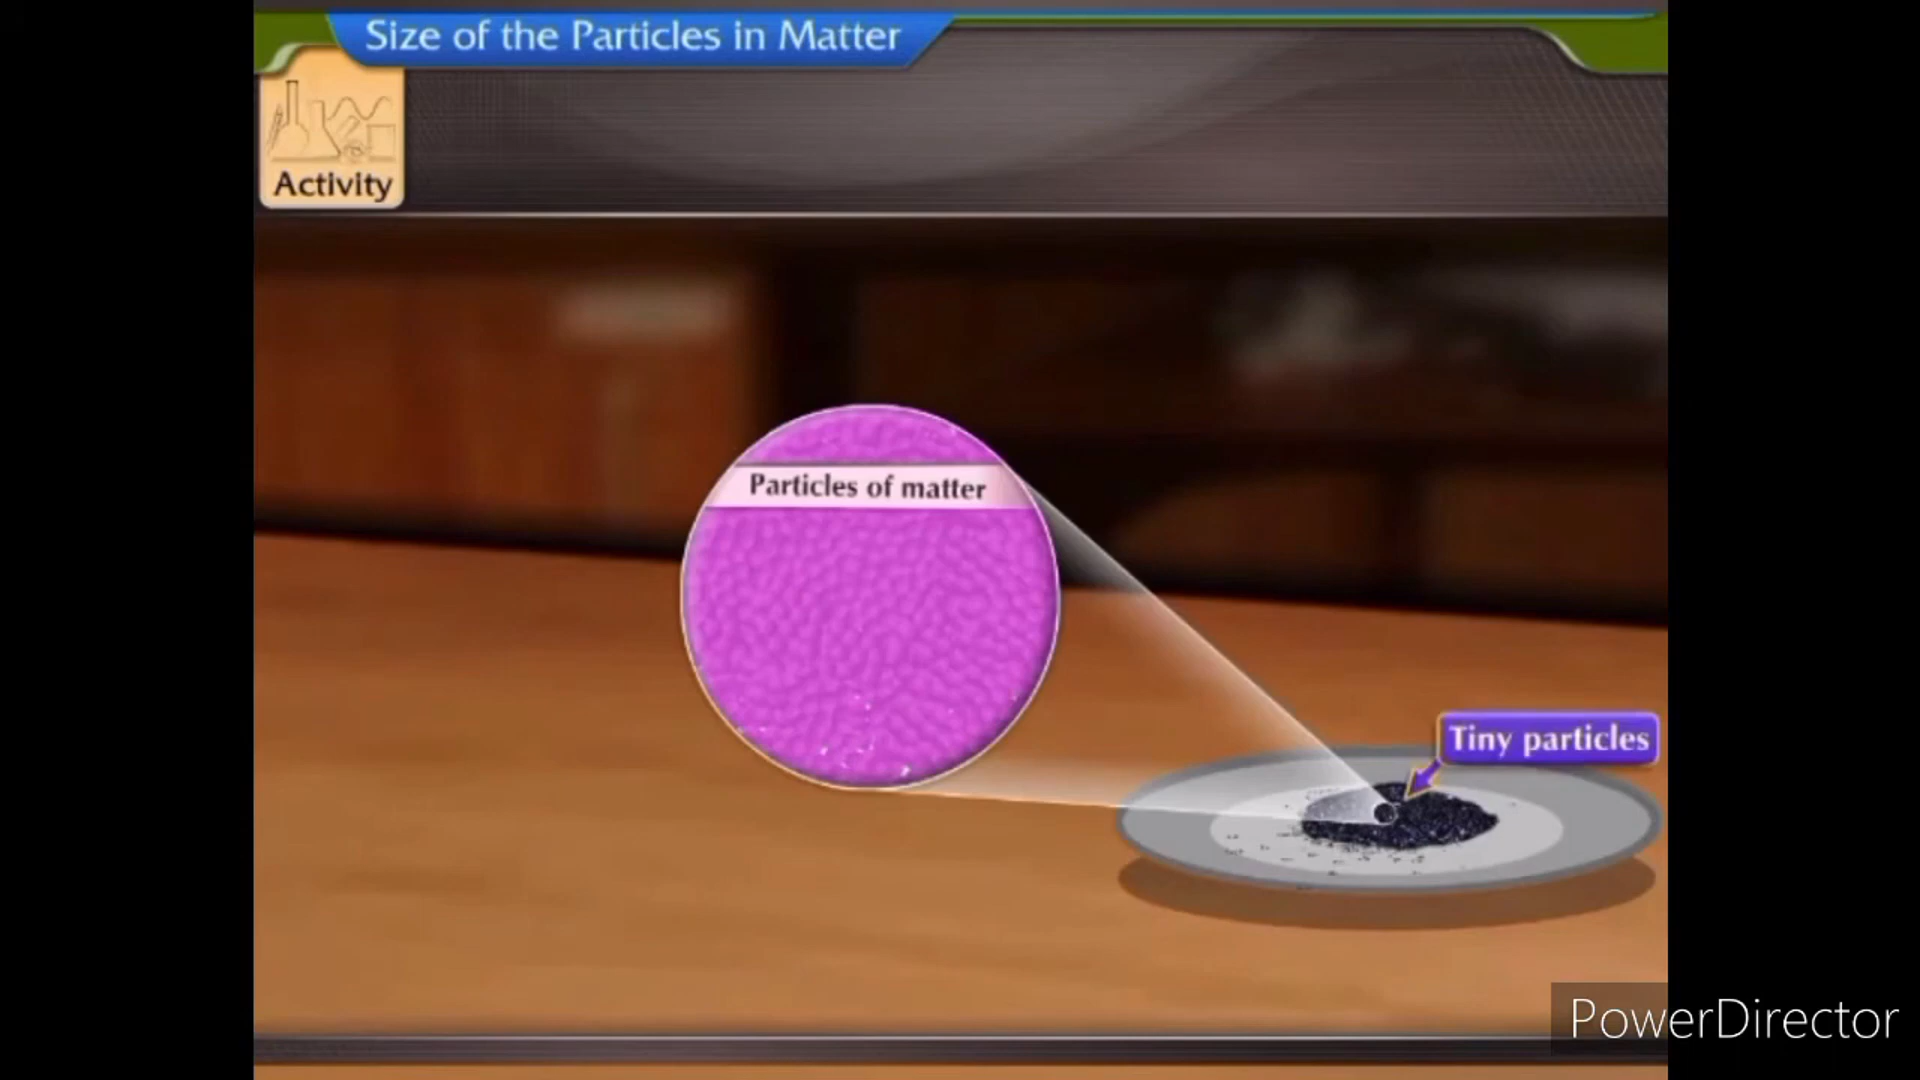 Size of the Particles in Matter
Activity
Particles of matter
Tiny particles
PowerDirector